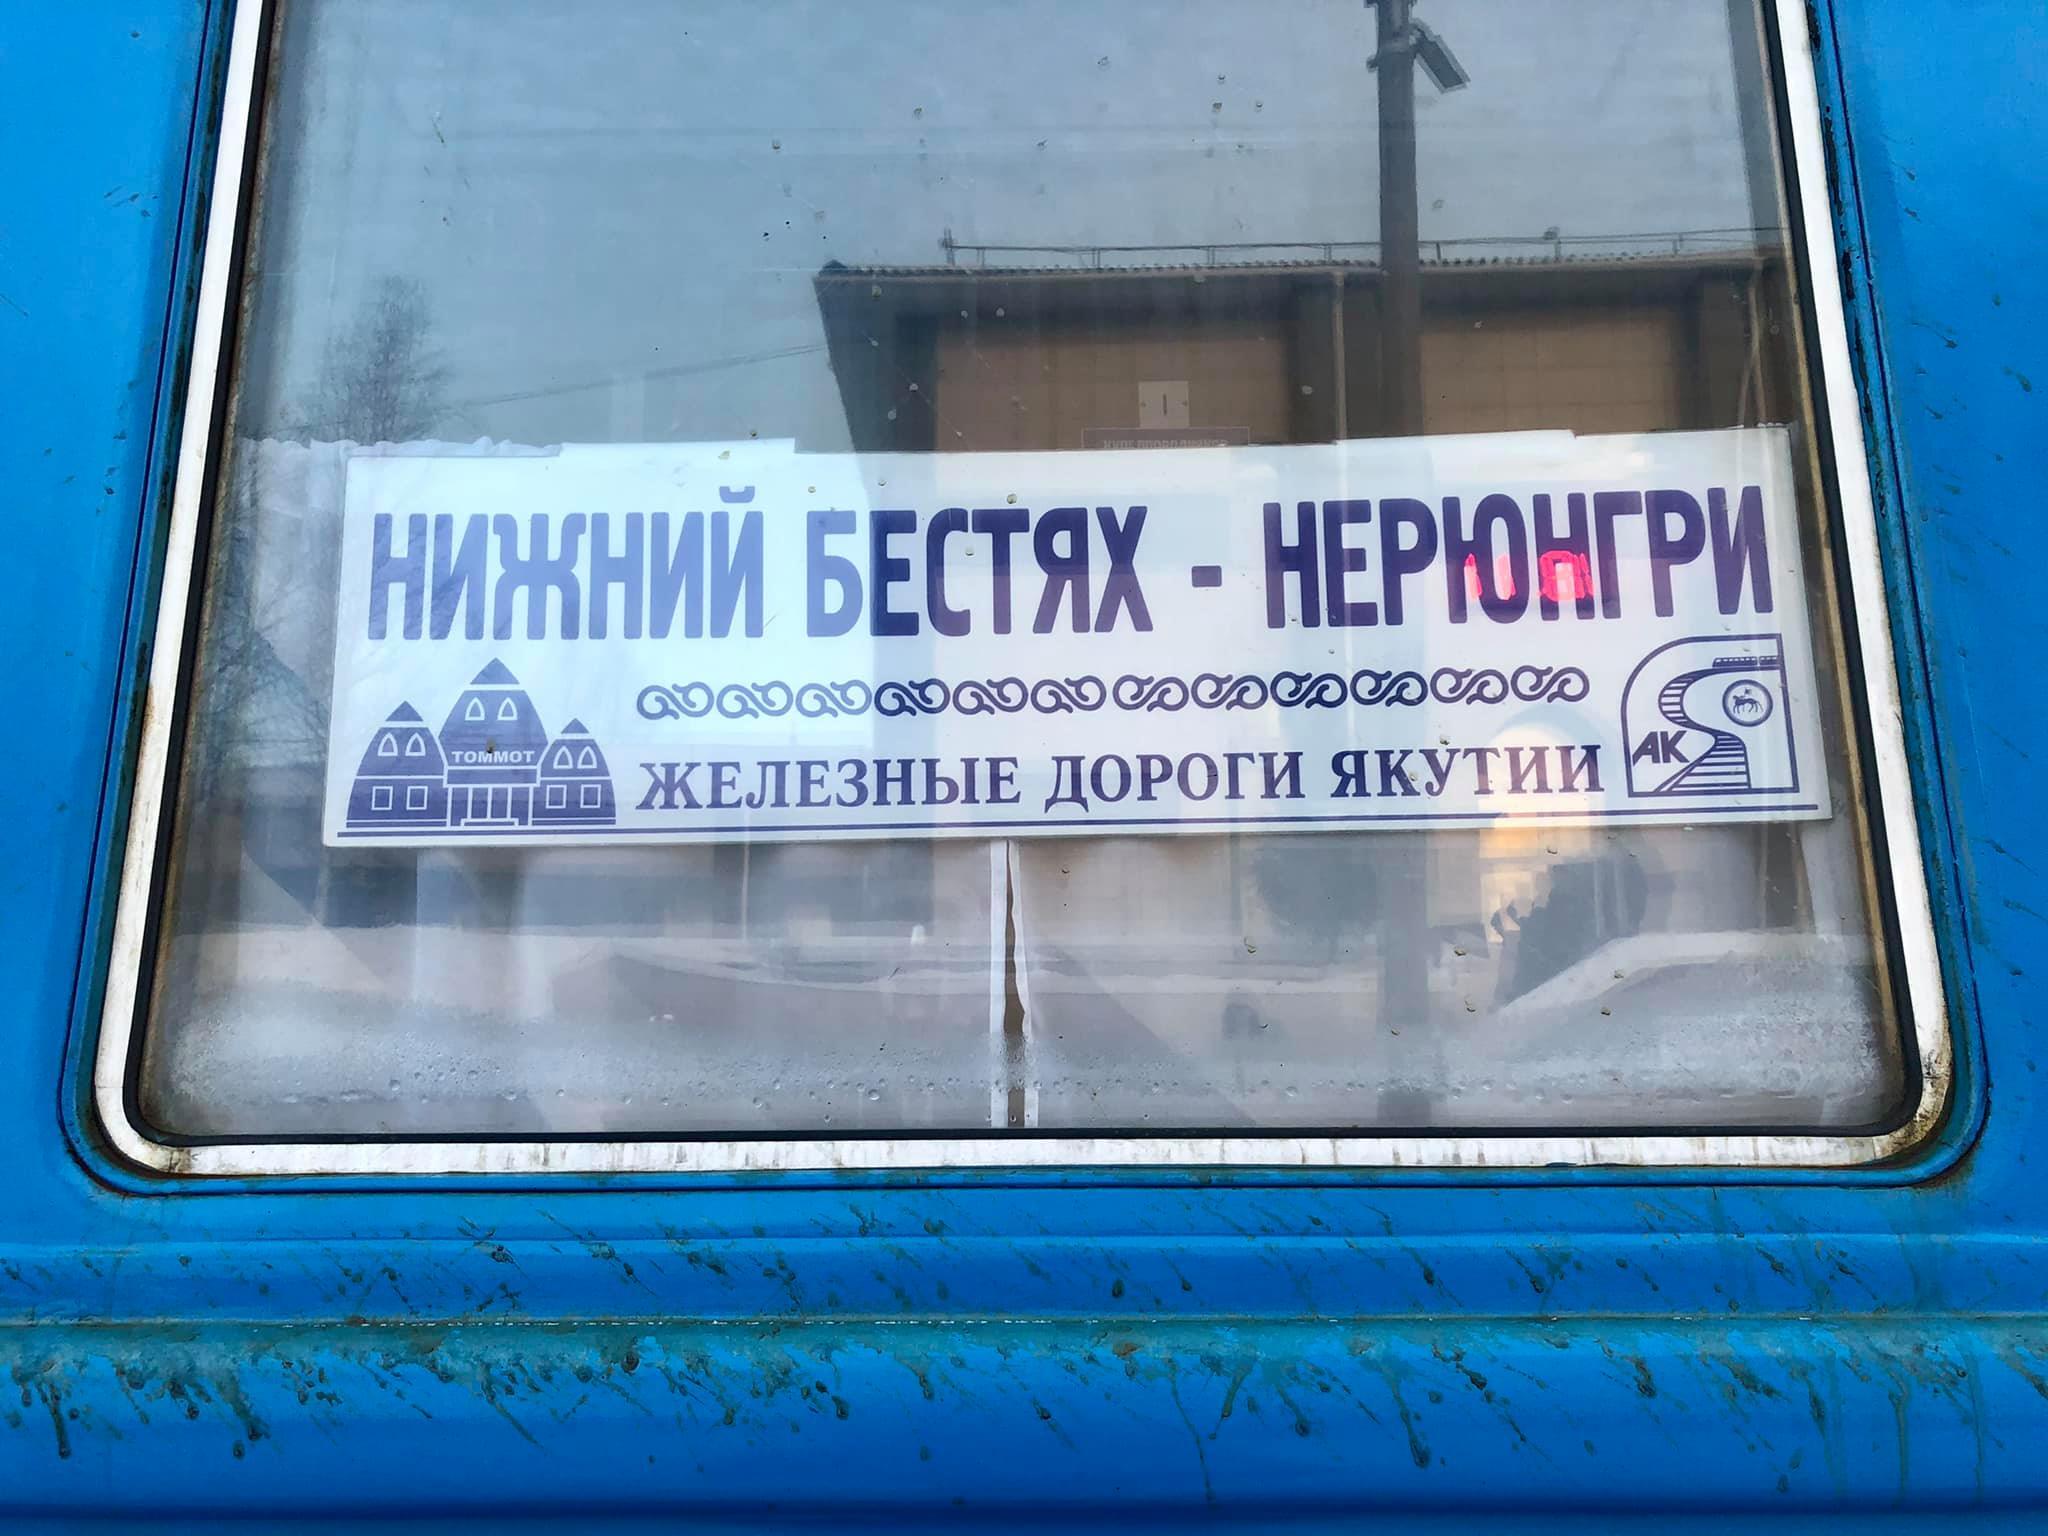 НИЖНИЙ БЕСТЯХ - НЕРЮНГРИ
ТОММОТ
ЖЕЛЕЗНЫЕ ДОРОГИ ЯКУТИИ
АК